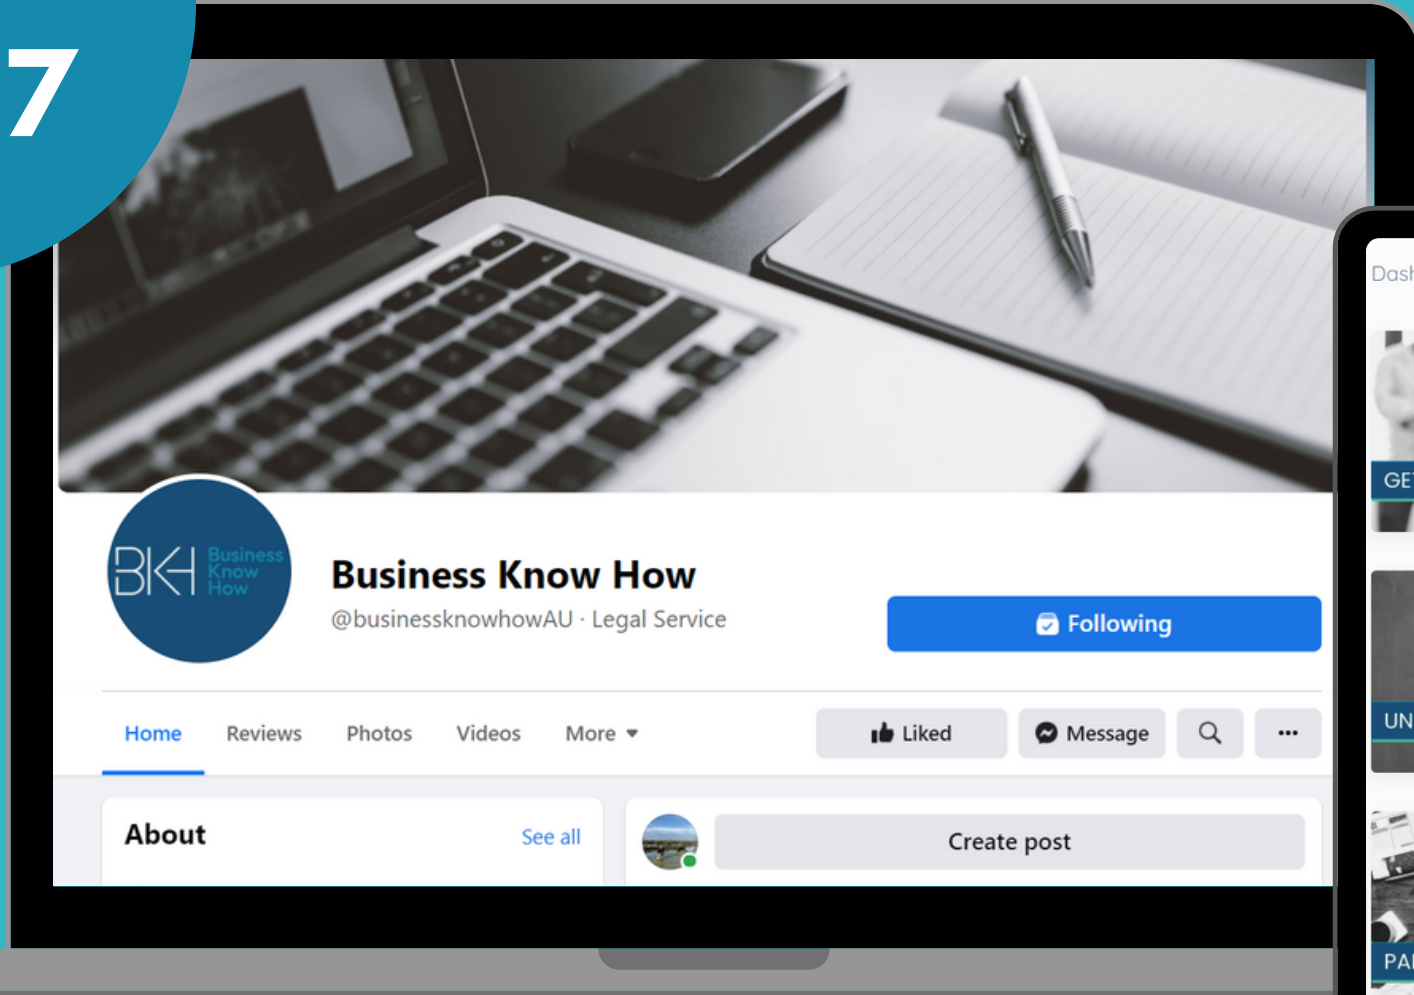 7
Business Know How
@businessknowhowAU · Legal Service
BKH
Business
Know
How
Following
Home Reviews Photos Videos More
Liked Message ...
About See all
Create post
Dash
GE
UN
PA